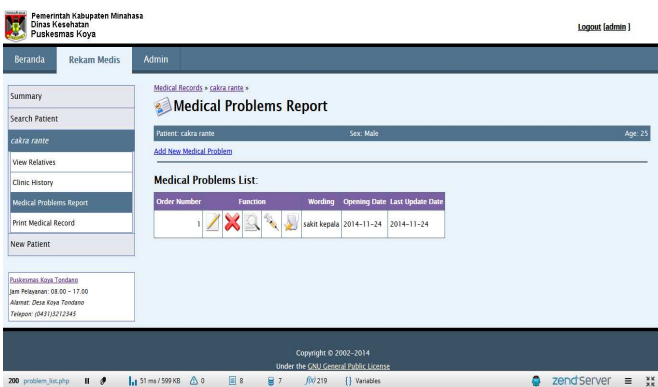 Pemerintah Kabupaten Minahasa
Dinas Kesehatan
Puskesmas Koya
Logout [admin ]
Beranda Rekam Medis Admin
Summary
Search Patient
cakra rante
View Relatives
Clinic History
Medical Problems Report
Print Medical Record
New Patient
Puskesmas Koya Tondano
Jam Pelayanan: 08.00 - 17.00
Alamat: Desa Koya Tondano
Telepon: (0431)3212345
Medical Records » cakra rante »
Medical Problems Report
Patient: cakra rante Sex: Male Age: 25
Add New Medical Problem
Medical Problems List:
Order Number Function Wording Opening Date Last Update Date
1 sakit kepala 2014-11-24 2014-11-24
Copyright © 2002-2014
Under the GNU General Public License
200 problem_list.php 51 ms / 599 KB 0 8 7 f(x) 219 {} Variables zend Server